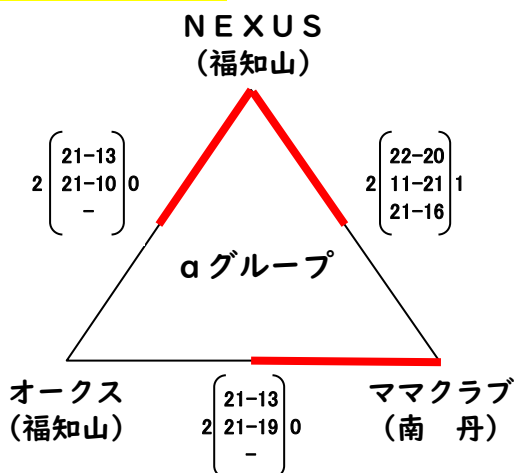 ＮＥＸＵＳ
(福知山)
2 21-13 0
21-10
-
2 22-20 1
11-21
21-16
αグループ
オークス
(福知山)
ママクラブ
(南　丹)
2 21-13 0
21-19
-